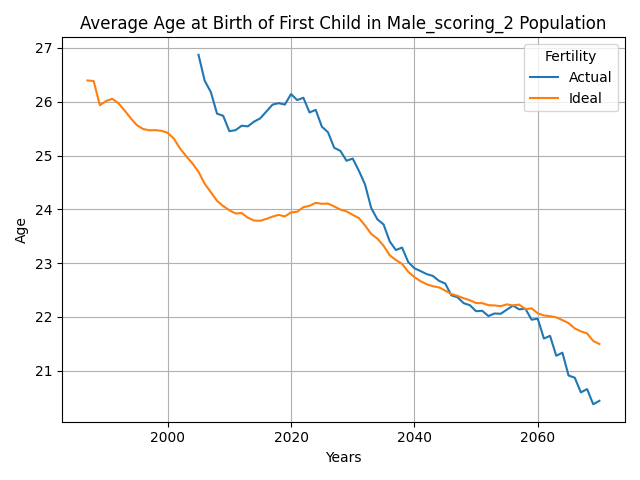 Average Age at Birth of First Child in Male_scoring_2 Population
Fertility
Actual
Ideal
27
26
25
24
23
22
21
Age
2000
2020
2040
2060
Years